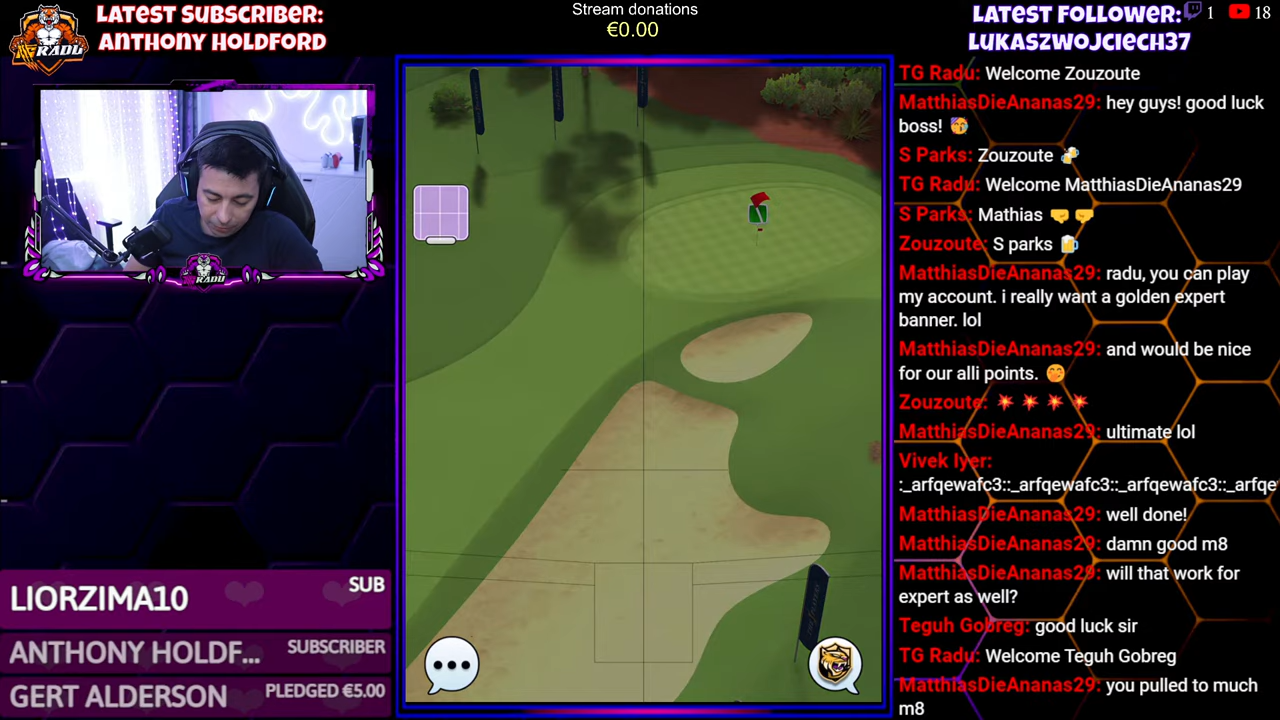 LATEST SUBSCRIBER:
ANTHONY HOLDFORD
RADU
Stream donations
€0.00
LATEST FOLLOWER:
1
18
LUKASZWOJCIECH37
RADU
LIORZIMA10
SUB
ANTHONY HOLDF...
SUBSCRIBER
GERT ALDERSON
PLEDGED €5.00
TG Radu: Welcome Zouzoute
MatthiasDieAnanas29: hey guys! good luck
boss! 🥳
S Parks: Zouzoute 🍻
TG Radu: Welcome MatthiasDieAnanas29
S Parks: Mathias 🤜🤛
Zouzoute: S parks 🍺
MatthiasDieAnanas29: radu, you can play
my account. i really want a golden expert
banner. lol
MatthiasDieAnanas29: and would be nice
for our alli points. 🤭
Zouzoute: 💥 💥 💥 💥
MatthiasDieAnanas29: ultimate lol
Vivek Iyer:
:_arfqewafc3::_arfqewafc3::_arfqewafc3::_arfqe
MatthiasDieAnanas29: well done!
MatthiasDieAnanas29: damn good m8
MatthiasDieAnanas29: will that work for
expert as well?
Teguh Gobreg: good luck sir
TG Radu: Welcome Teguh Gobreg
MatthiasDieAnanas29: you pulled to much
m8